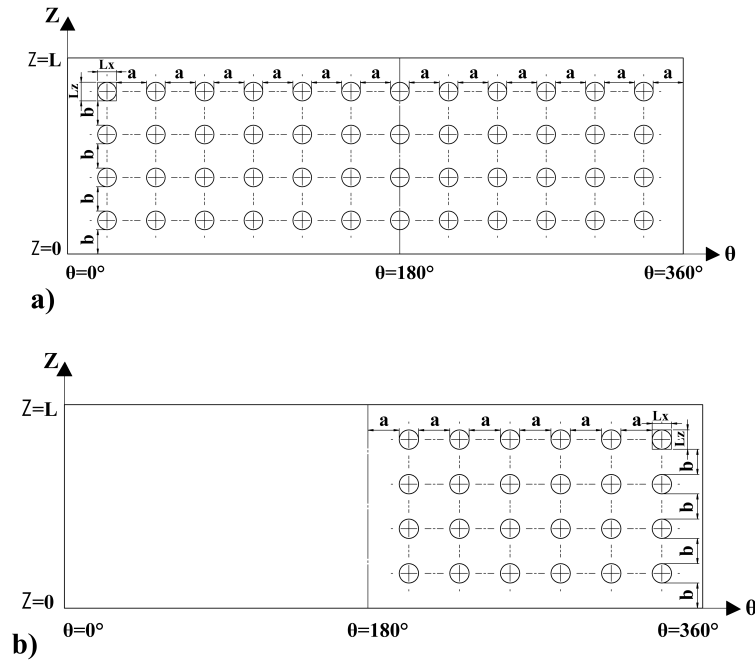 Z
Z=L
Lx
a a a a a a a a a a a a
Lz
b
b
b
b
Z=0
θ
θ=0° θ=180° θ=360°
a)
Z
Z=L
a a a a a a Lx
Lz
b
b
b
b
Z=0
θ
θ=0° θ=180° θ=360°
b)